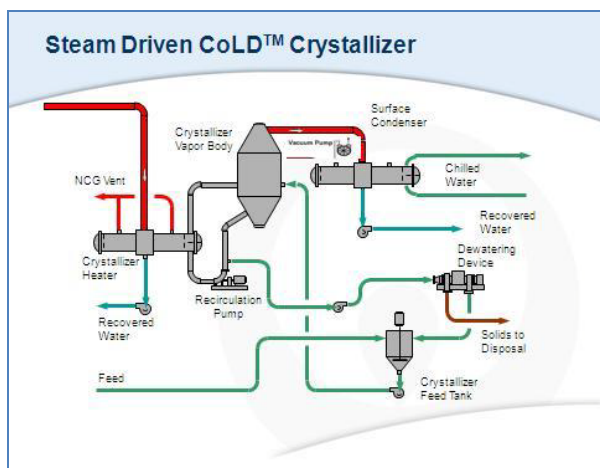 Steam Driven CoLD™ Crystallizer
Surface
Condenser
Crystallizer
Vapor Body
Vacuum Pump
NCG Vent
Chilled
Water
Recovered
Water
Crystallizer
Heater
Dewatering
Device
Recirculation
Pump
Recovered
Water
Solids to
Disposal
Feed
Crystallizer
Feed Tank